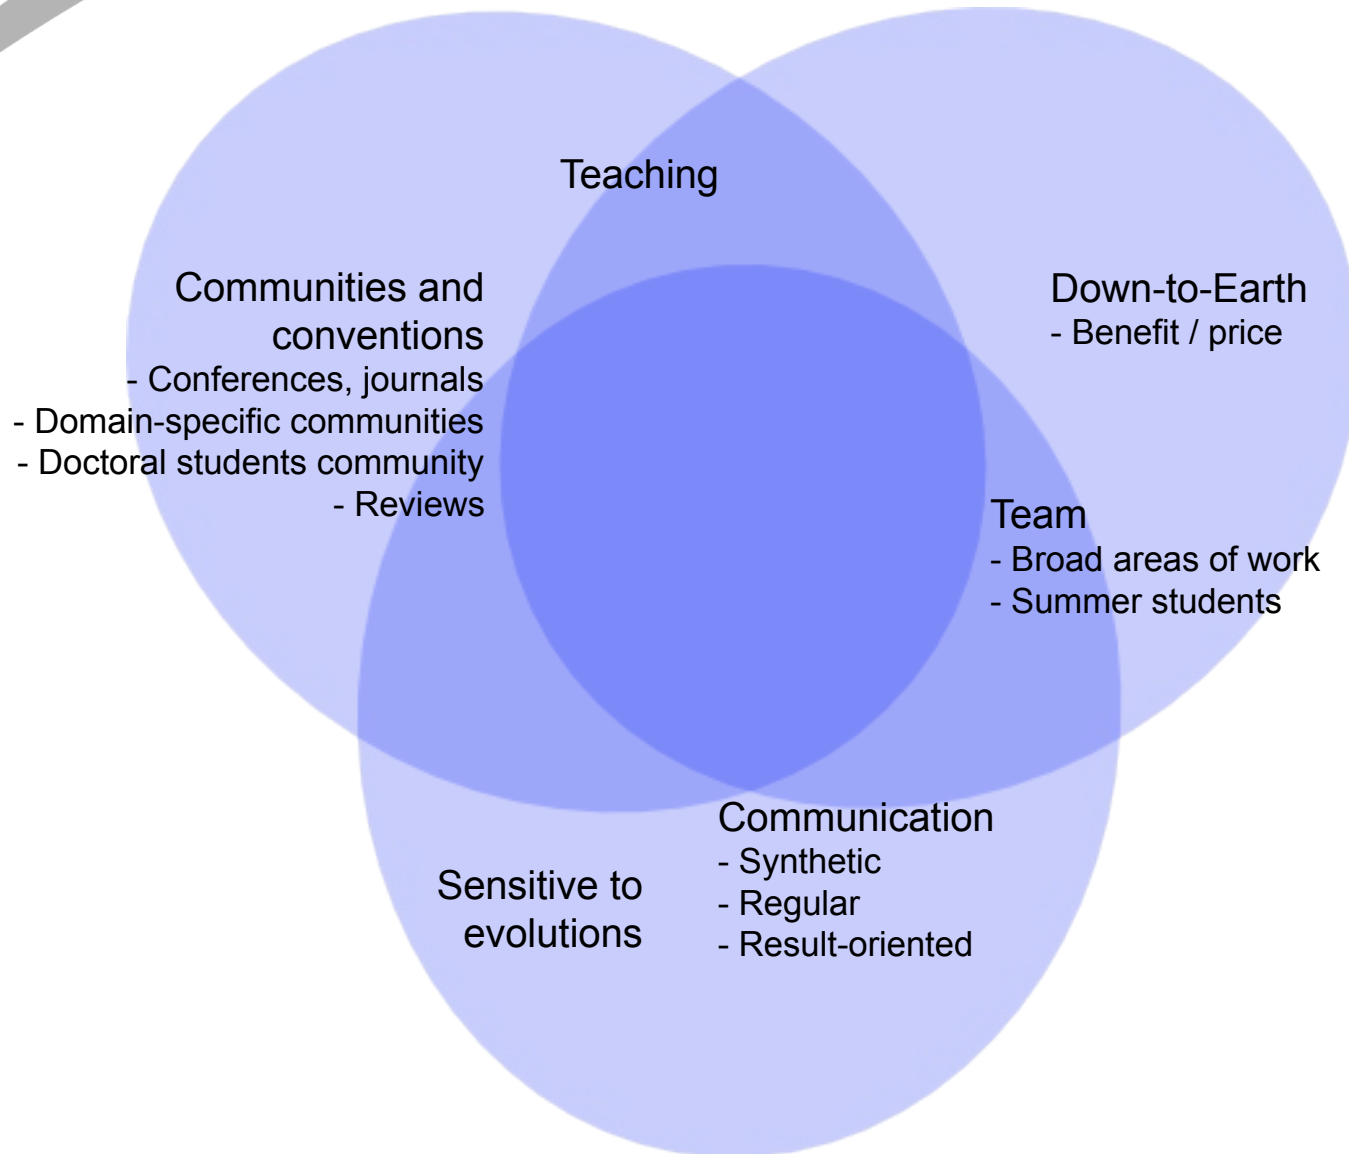 Teaching
Communities and
conventions
- Conferences, journals
- Domain-specific communities
- Doctoral students community
- Reviews
Down-to-Earth
- Benefit / price
Team
- Broad areas of work
- Summer students
Communication
- Synthetic
- Regular
- Result-oriented
Sensitive to
evolutions